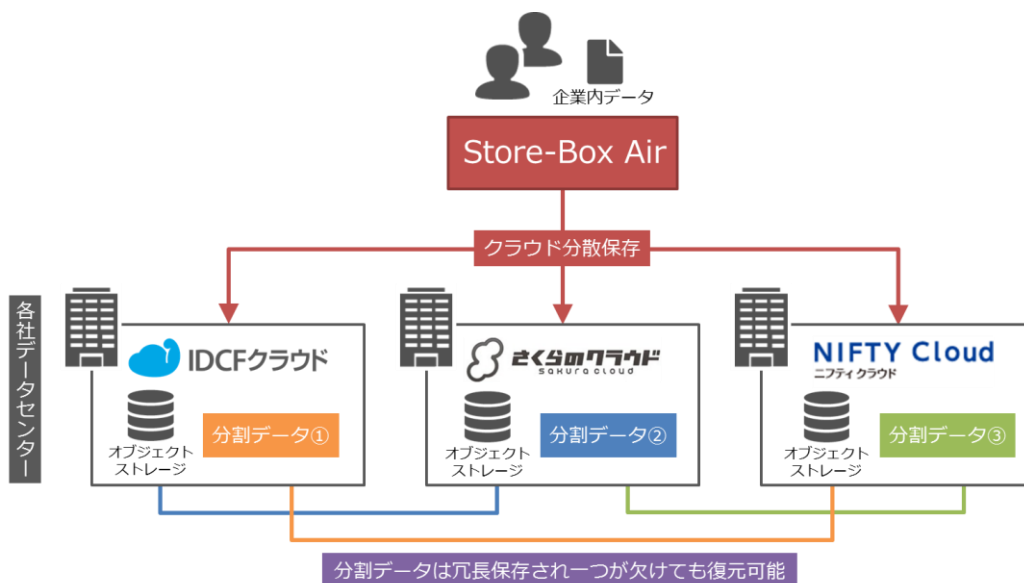 企業内データ
Store-Box Air
クラウド分散保存
各社データセンター
IDCFクラウド
オブジェクト
ストレージ
分割データ①
さくらのクラウド
SAKURA CLOUD
オブジェクト
ストレージ
分割データ②
NIFTY Cloud
ニフティクラウド
オブジェクト
ストレージ
分割データ③
分割データは冗長保存され一つが欠けても復元可能